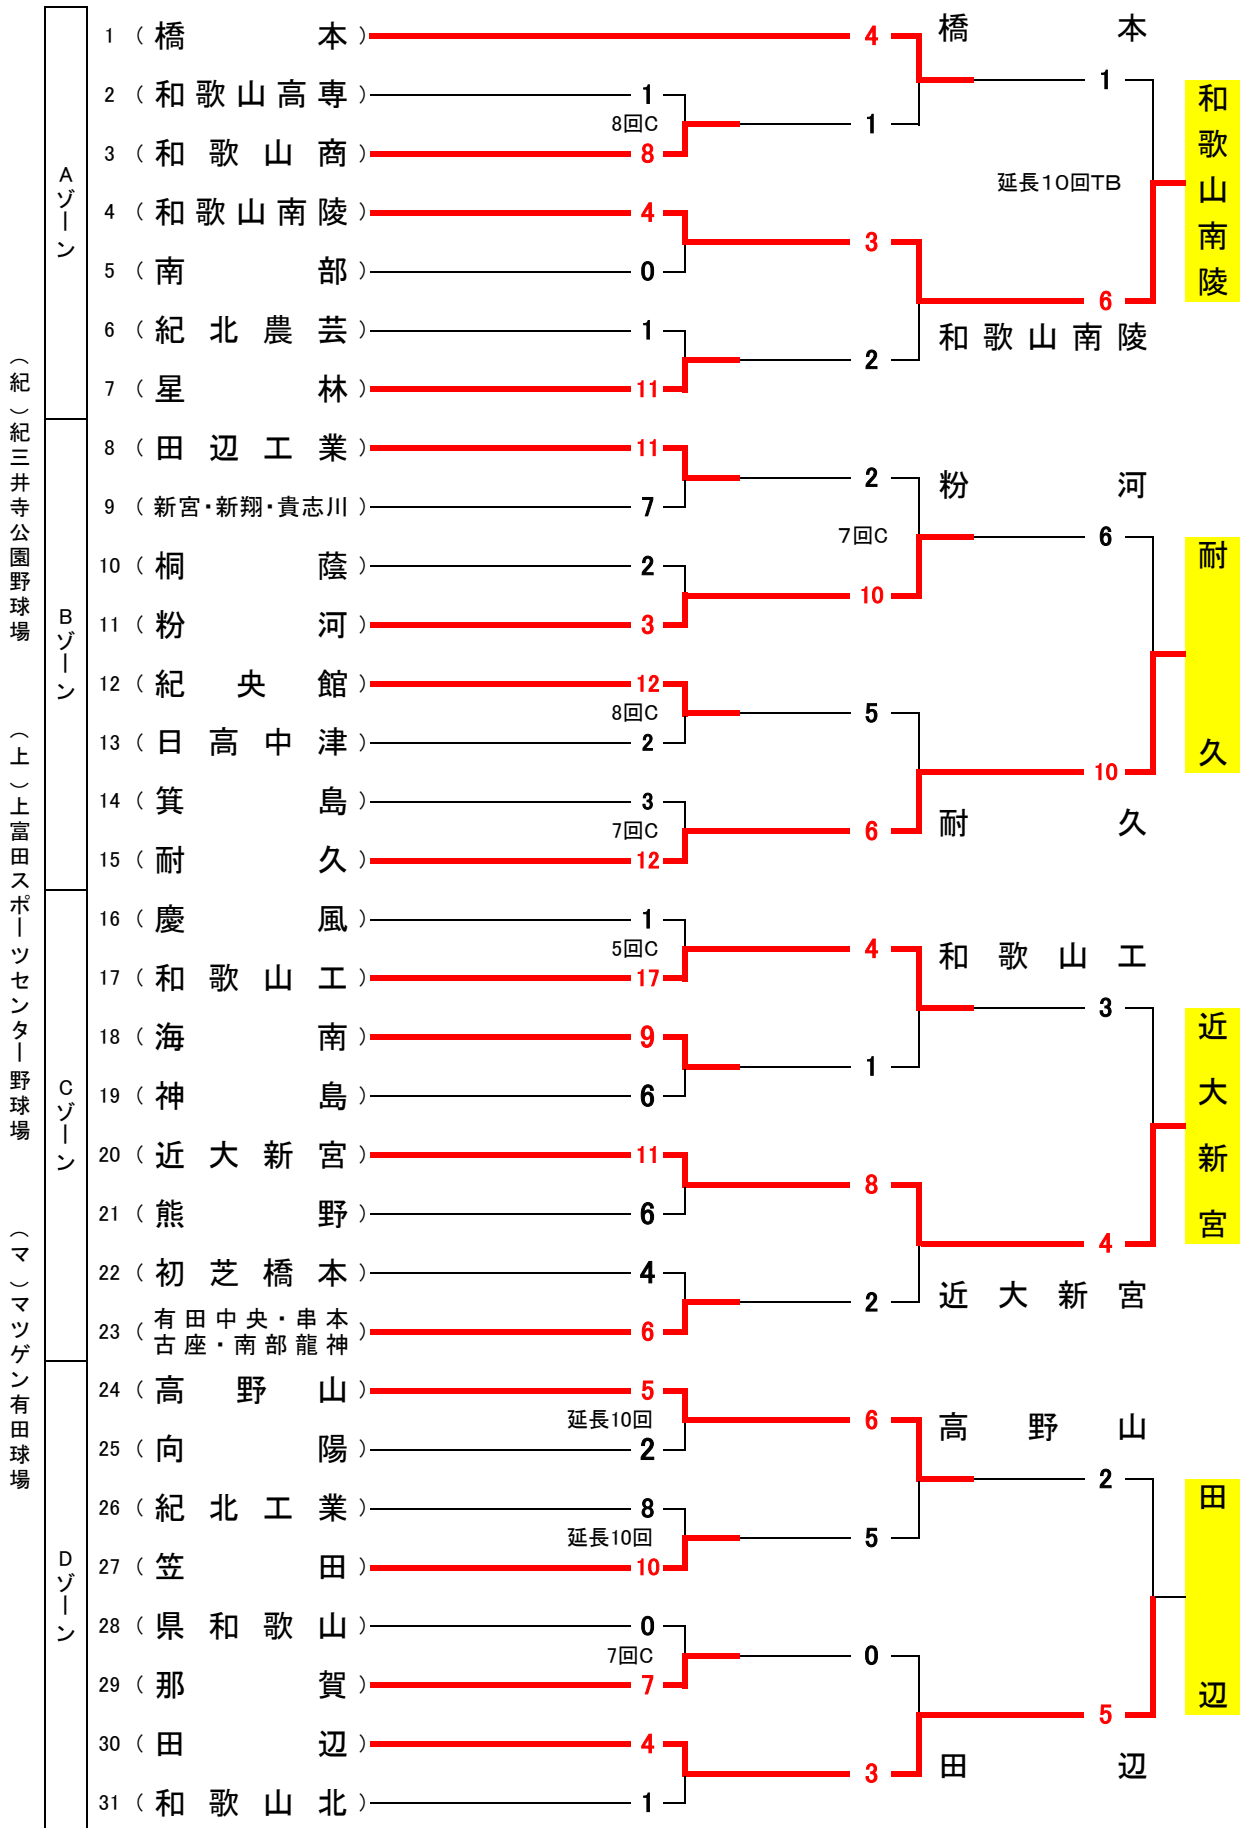 Aゾーン
1 （ 橋本 ） 4 橋本
2 （ 和歌山高専 ） 1 1
8回C 1
3 （ 和歌山商 ） 8
延長10回TB 和歌山南陵
4 （ 和歌山南陵 ） 4
3
5 （ 南部 ） 0
6
6 （ 紀北農芸 ） 1 和歌山南陵
2
7 （ 星林 ） 11
Bゾーン
8 （ 田辺工業 ） 11
2 粉河
9 （ 新宮・新翔・貴志川 ） 7
7回C 6
10 （ 桐蔭 ） 2
10
11 （ 粉河 ） 3
耐久
12 （ 紀央館 ） 12
8回C 5
13 （ 日高中津 ） 2
10
14 （ 箕島 ） 3
7回C 6 耐久
15 （ 耐久 ） 12
Cゾーン
16 （ 慶風 ） 1
5回C 4 和歌山工
17 （ 和歌山工 ） 17
3
18 （ 海南 ） 9
1
19 （ 神島 ） 6
近大新宮
20 （ 近大新宮 ） 11
8
21 （ 熊野 ） 6
4
22 （ 初芝橋本 ） 4
2 近大新宮
23 （ 有田中央・串本
古座・南部龍神 ） 6
Dゾーン
24 （ 高野山 ） 5
延長10回 6 高野山
25 （ 向陽 ） 2
2
26 （ 紀北工業 ） 8
延長10回 5
27 （ 笠田 ） 10
田辺
28 （ 県和歌山 ） 0
7回C 0
29 （ 那賀 ） 7
5
30 （ 田辺 ） 4
3 田辺
31 （ 和歌山北 ） 1
（紀）紀三井寺公園野球場
（上）上富田スポーツセンター野球場
（マ）マツゲン有田球場